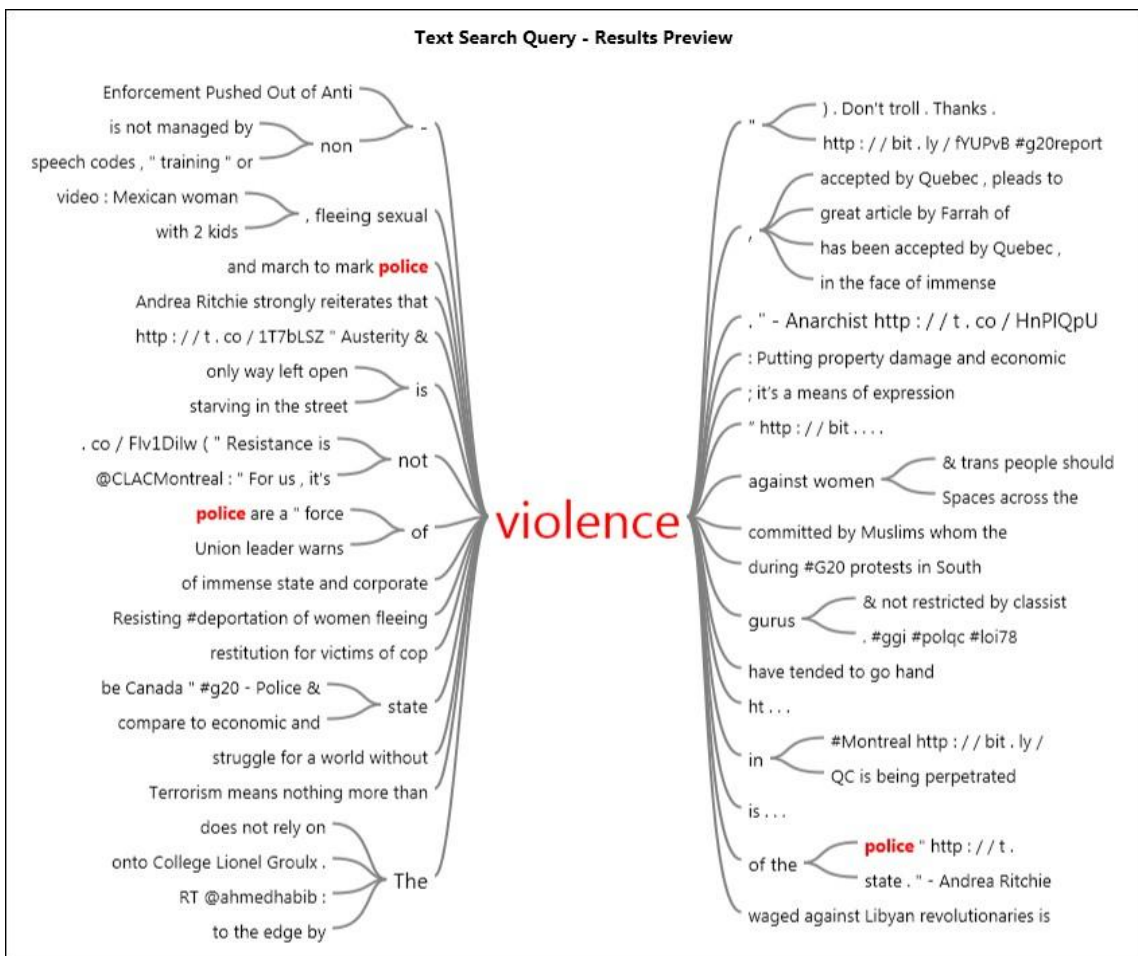 Text Search Query - Results Preview
Enforcement Pushed Out of Anti
-
is not managed by
non
speech codes , " training " or
video : Mexican woman
, fleeing sexual
with 2 kids
and march to mark police
Andrea Ritchie strongly reiterates that
http : / / t . co / 1T7bLSZ " Austerity &
only way left open
is
starving in the street
. co / Flv1Dilw ( " Resistance is
not
@CLACMontreal : " For us , it's
police are a " force
of
Union leader warns
of immense state and corporate
Resisting #deportation of women fleeing
restitution for victims of cop
be Canada " #g20 - Police &
state
compare to economic and
struggle for a world without
Terrorism means nothing more than
does not rely on
onto College Lionel Groulx .
The
RT @ahmedhabib :
to the edge by
violence
"
) . Don't troll . Thanks .
http : / / bit . ly / fYUPvB #g20report
,
accepted by Quebec , pleads to
great article by Farrah of
has been accepted by Quebec ,
in the face of immense
. " - Anarchist http : / / t . co / HnPlQpU
: Putting property damage and economic
; it's a means of expression
" http : / / bit . . . .
against women
& trans people should
Spaces across the
committed by Muslims whom the
during #G20 protests in South
gurus
& not restricted by classist
. #ggi #polqc #loi78
have tended to go hand
ht . . .
in
#Montreal http : / / bit . ly /
QC is being perpetrated
is . . .
of the
police " http : / / t .
state . " - Andrea Ritchie
waged against Libyan revolutionaries is